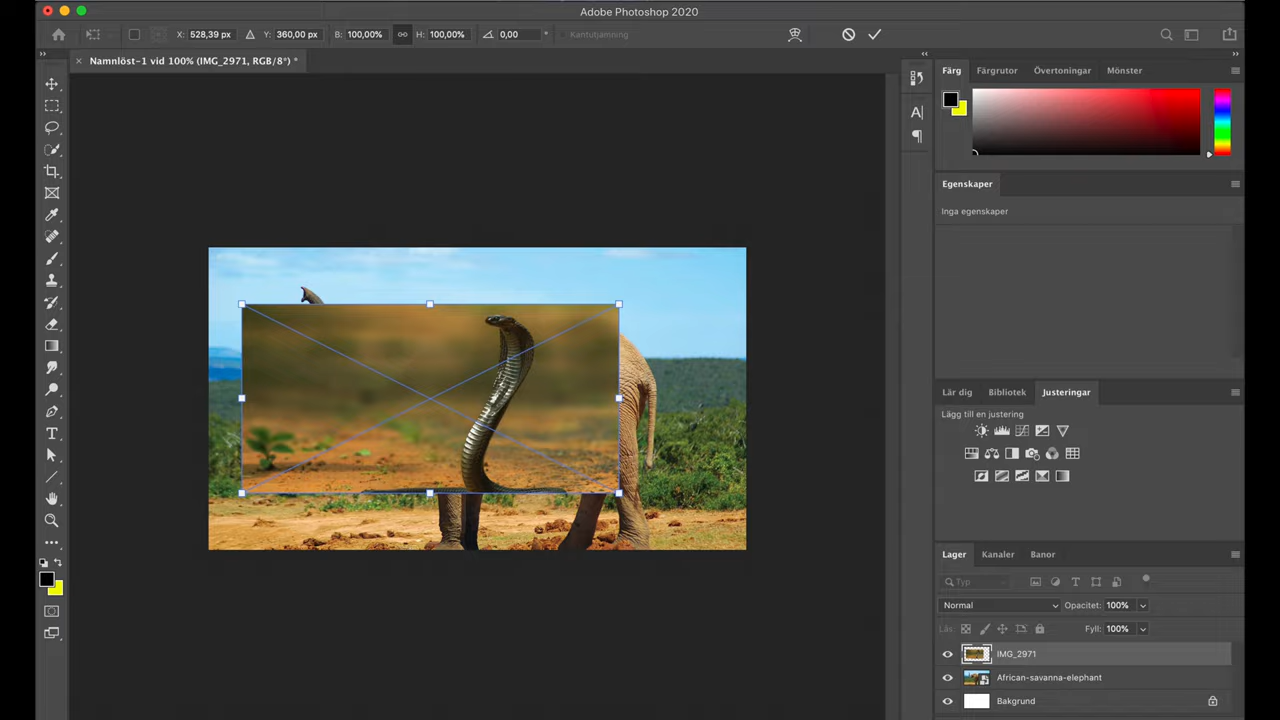 Adobe Photoshop 2020
X: 528,39 px Y: 360,00 px B: 100,00% H: 100,00% 0,00 ° Kantutjämning
Namnlöst-1 vid 100% (IMG_2971, RGB/8*) *
Färg Färgrutor Övertoningar Mönster
Egenskaper
Inga egenskaper
Lär dig Bibliotek Justeringar
Lägg till en justering
Lager Kanaler Banor
Typ
Normal Opacitet: 100%
Lås: Fyll: 100%
IMG_2971
African-savanna-elephant
Bakgrund